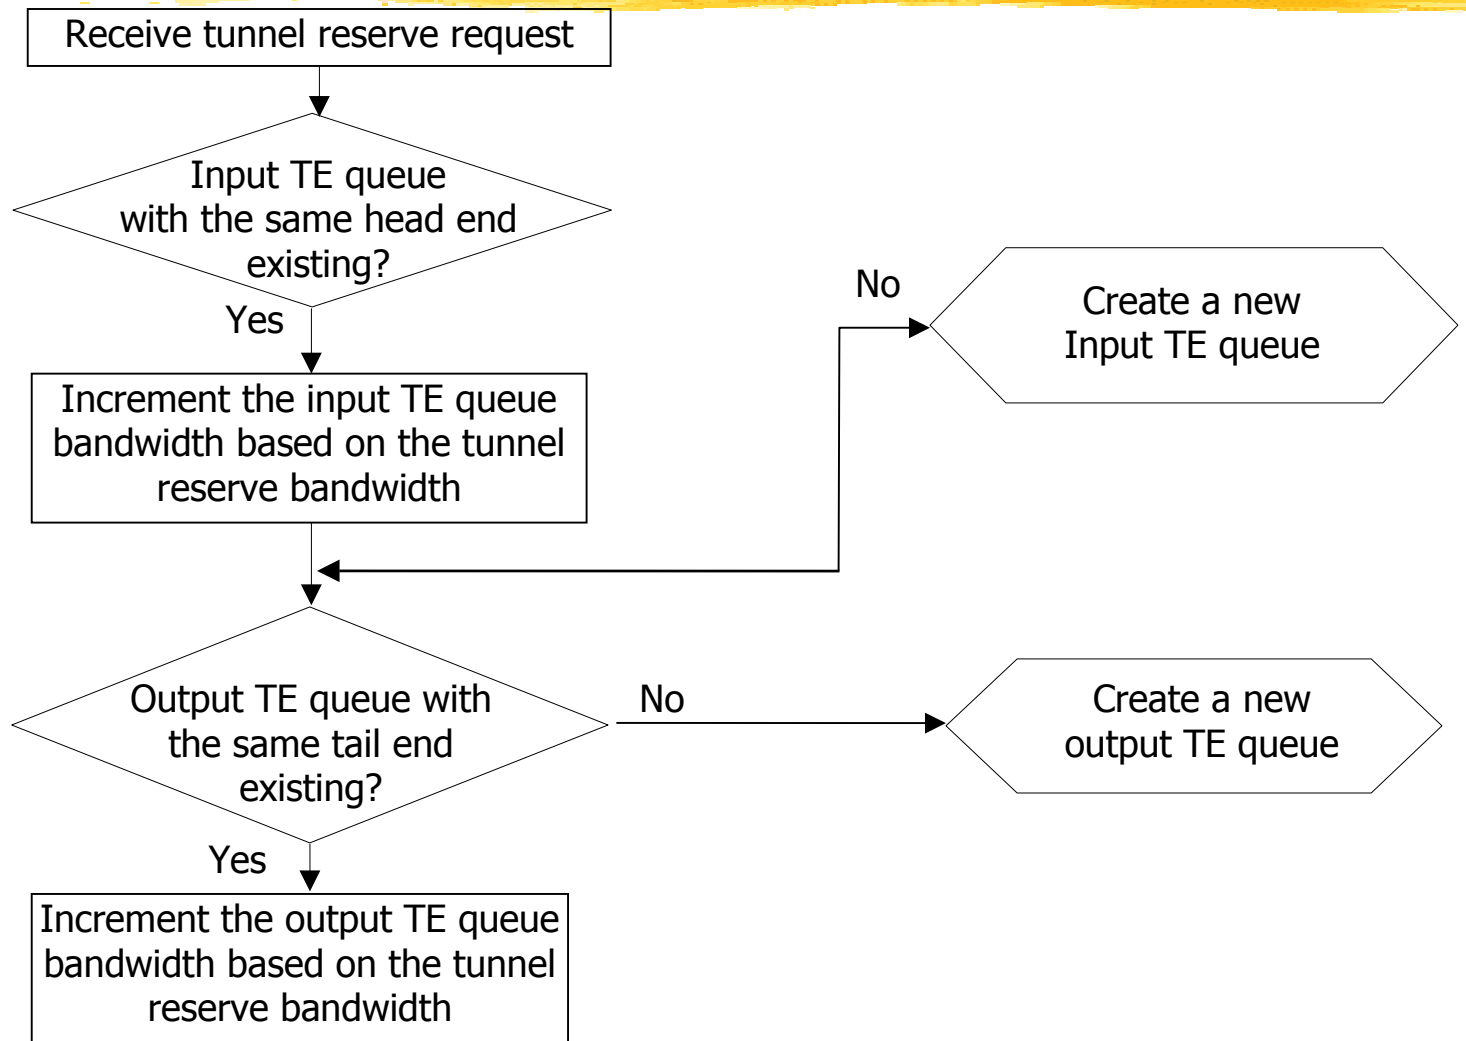 Receive tunnel reserve request
Input TE queue
with the same head end
existing?
No
Create a new
Input TE queue
Yes
Increment the input TE queue
bandwidth based on the tunnel
reserve bandwidth
Output TE queue with
the same tail end
existing?
No
Create a new
output TE queue
Yes
Increment the output TE queue
bandwidth based on the tunnel
reserve bandwidth